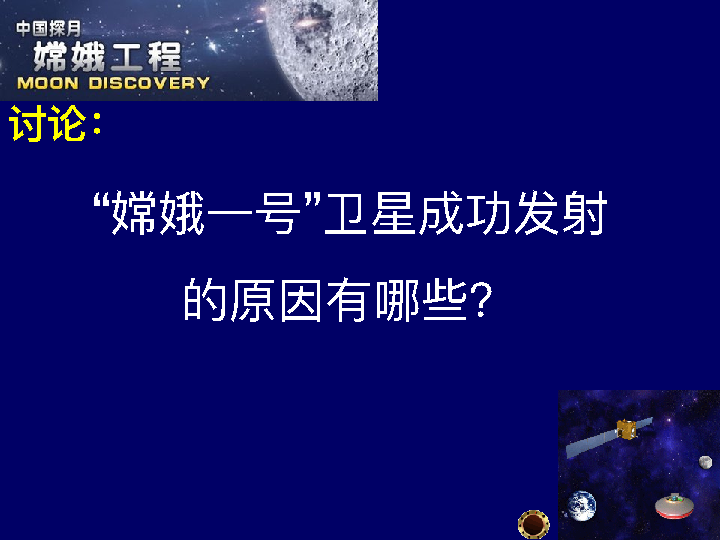 中国探月
嫦娥工程
MOON DISCOVERY
讨论：
“嫦娥一号”卫星成功发射
的原因有哪些？